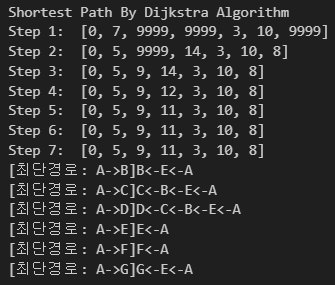 Shortest Path By Dijkstra Algorithm
Step 1:  [0, 7, 9999, 9999, 3, 10, 9999]
Step 2:  [0, 5, 9999, 14, 3, 10, 8]
Step 3:  [0, 5, 9, 14, 3, 10, 8]
Step 4:  [0, 5, 9, 12, 3, 10, 8]
Step 5:  [0, 5, 9, 11, 3, 10, 8]
Step 6:  [0, 5, 9, 11, 3, 10, 8]
Step 7:  [0, 5, 9, 11, 3, 10, 8]
[최단경로: A->B]B<-E<-A
[최단경로: A->C]C<-B<-E<-A
[최단경로: A->D]D<-C<-B<-E<-A
[최단경로: A->E]E<-A
[최단경로: A->F]F<-A
[최단경로: A->G]G<-E<-A